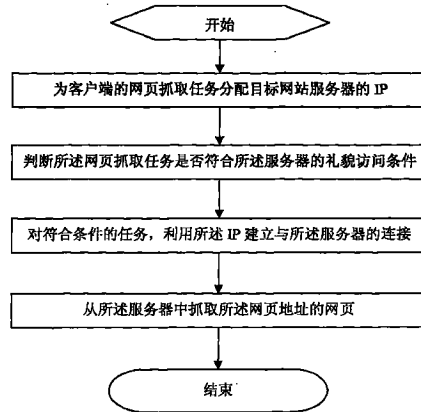 开始
为客户端的网页抓取任务分配目标网站服务器的 IP
判断所述网页抓取任务是否符合所述服务器的礼貌访问条件
对符合条件的任务，利用所述 IP 建立与所述服务器的连接
从所述服务器中抓取所述网页地址的网页
结束